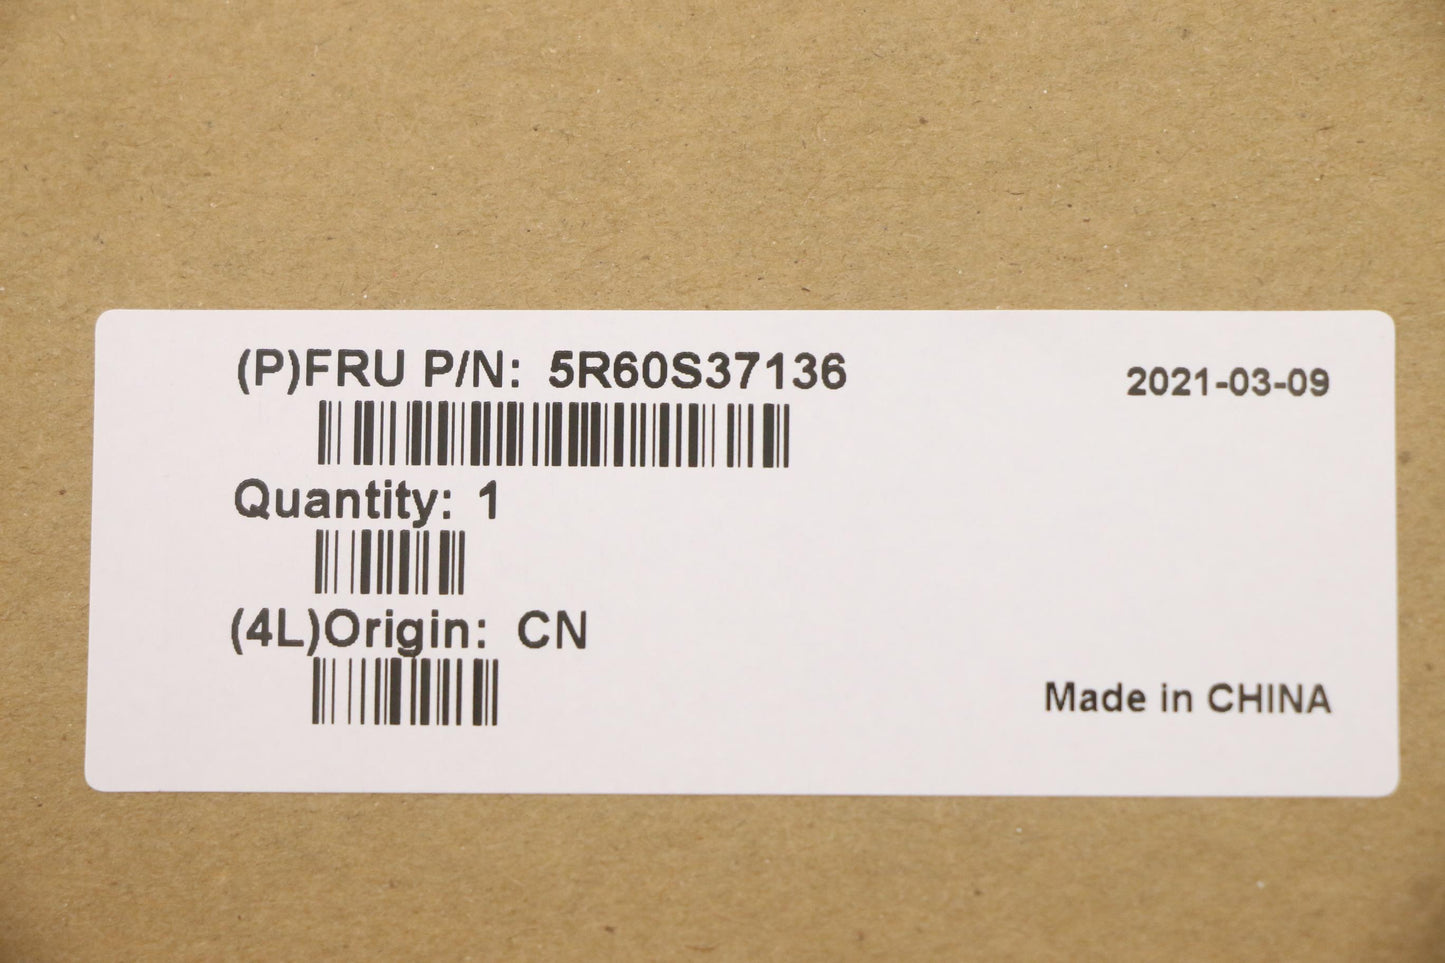 (P)FRU P/N: 5R60S37136
2021-03-09
Quantity: 1
(4L)Origin: CN
Made in CHINA